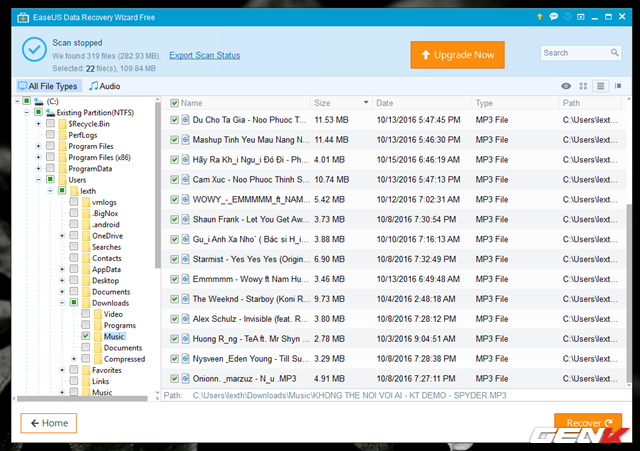 EaseUS Data Recovery Wizard Free
Scan stopped
We found 319 files (282.93 MB)
Export Scan Status
Selected: 22 file(s), 109.84 MB
Upgrade Now
Search
All File Types
Audio
(C:)
Existing Partition(NTFS)
$Recycle.Bin
PerfLogs
Program Files
Program Files (x86)
ProgramData
Users
lexth
vmlogs
.BigNox
.android
OneDrive
Searches
Contacts
AppData
Desktop
Documents
Downloads
Video
Programs
Music
Documents
Compressed
Favorites
Links
Music
Name Size Date Type Path
Du Cho Ta Gia - Noo Phuoc T... 11.53 MB 10/13/2016 5:47:45 PM MP3 File C:\Users\lext...
Mashup Tinh Yeu Mau Nang N... 11.44 MB 10/13/2016 5:46:30 PM MP3 File C:\Users\lext...
Hãy Ra Kh_i Ngu_i Đó Đi - Ph... 4.01 MB 10/15/2016 6:46:19 AM MP3 File C:\Users\lext...
Cam Xuc - Noo Phuoc Thinh S... 10.74 MB 10/13/2016 5:47:13 PM MP3 File C:\Users\lext...
WOWY_-_EMMMMM_ft_NAM... 5.42 MB 10/12/2016 7:02:31 AM MP3 File C:\Users\lext...
Shaun Frank - Let You Get Aw... 3.73 MB 10/8/2016 7:30:54 PM MP3 File C:\Users\lext...
Gu_i Anh Xa Nho´ ( Bác si H_i... 3.88 MB 10/10/2016 7:16:13 AM MP3 File C:\Users\lext...
Starmist - Yes Yes Yes (Origin... 6.90 MB 10/8/2016 7:32:49 PM MP3 File C:\Users\lext...
Emmmmm - Wowy ft Nam Hu... 3.46 MB 10/13/2016 6:49:48 AM MP3 File C:\Users\lext...
The Weeknd - Starboy (Koni R... 9.73 MB 10/4/2016 2:48:18 AM MP3 File C:\Users\lext...
Alex Schulz - Invisible (feat. R... 3.80 MB 10/8/2016 7:28:12 PM MP3 File C:\Users\lext...
Huong R_ng - TeA ft. Mr Shyn ... 2.78 MB 10/3/2016 9:04:51 AM MP3 File C:\Users\lext...
Nysveen _Eden Young - Till Su... 3.29 MB 10/8/2016 7:28:38 PM MP3 File C:\Users\lext...
Onionn. _marzuz - N_u .MP3 4.91 MB 10/8/2016 7:27:11 PM MP3 File C:\Users\lext...
Path: C:\Users\lexth\Downloads\Music\KHONG THE NOI VOI AI - KT DEMO - SPYDER.MP3
Home
Recover
GENK